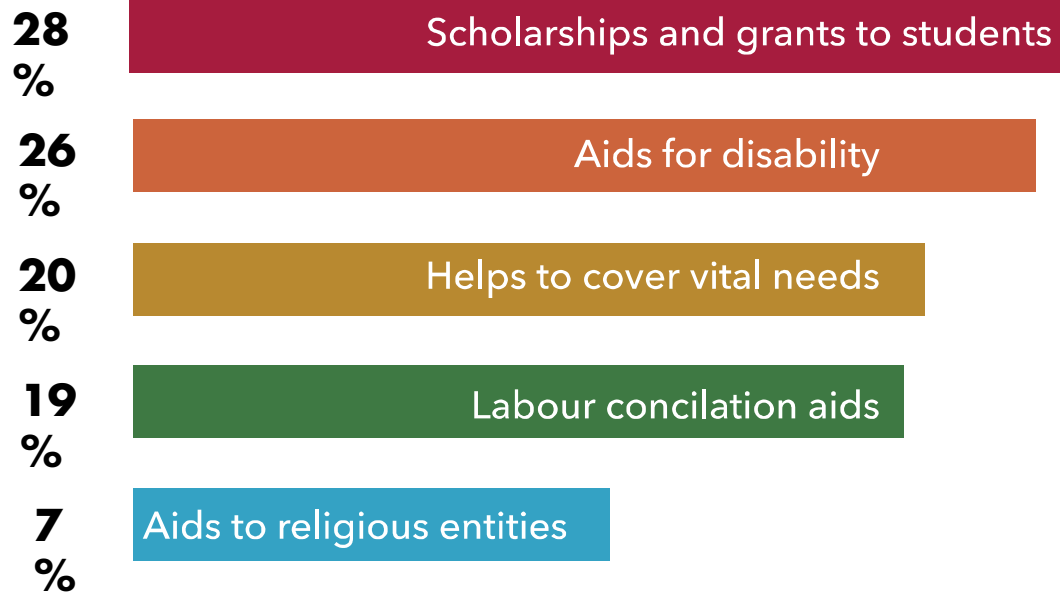 28
%
Scholarships and grants to students
26
%
Aids for disability
20
%
Helps to cover vital needs
19
%
Labour concilation aids
7
%
Aids to religious entities